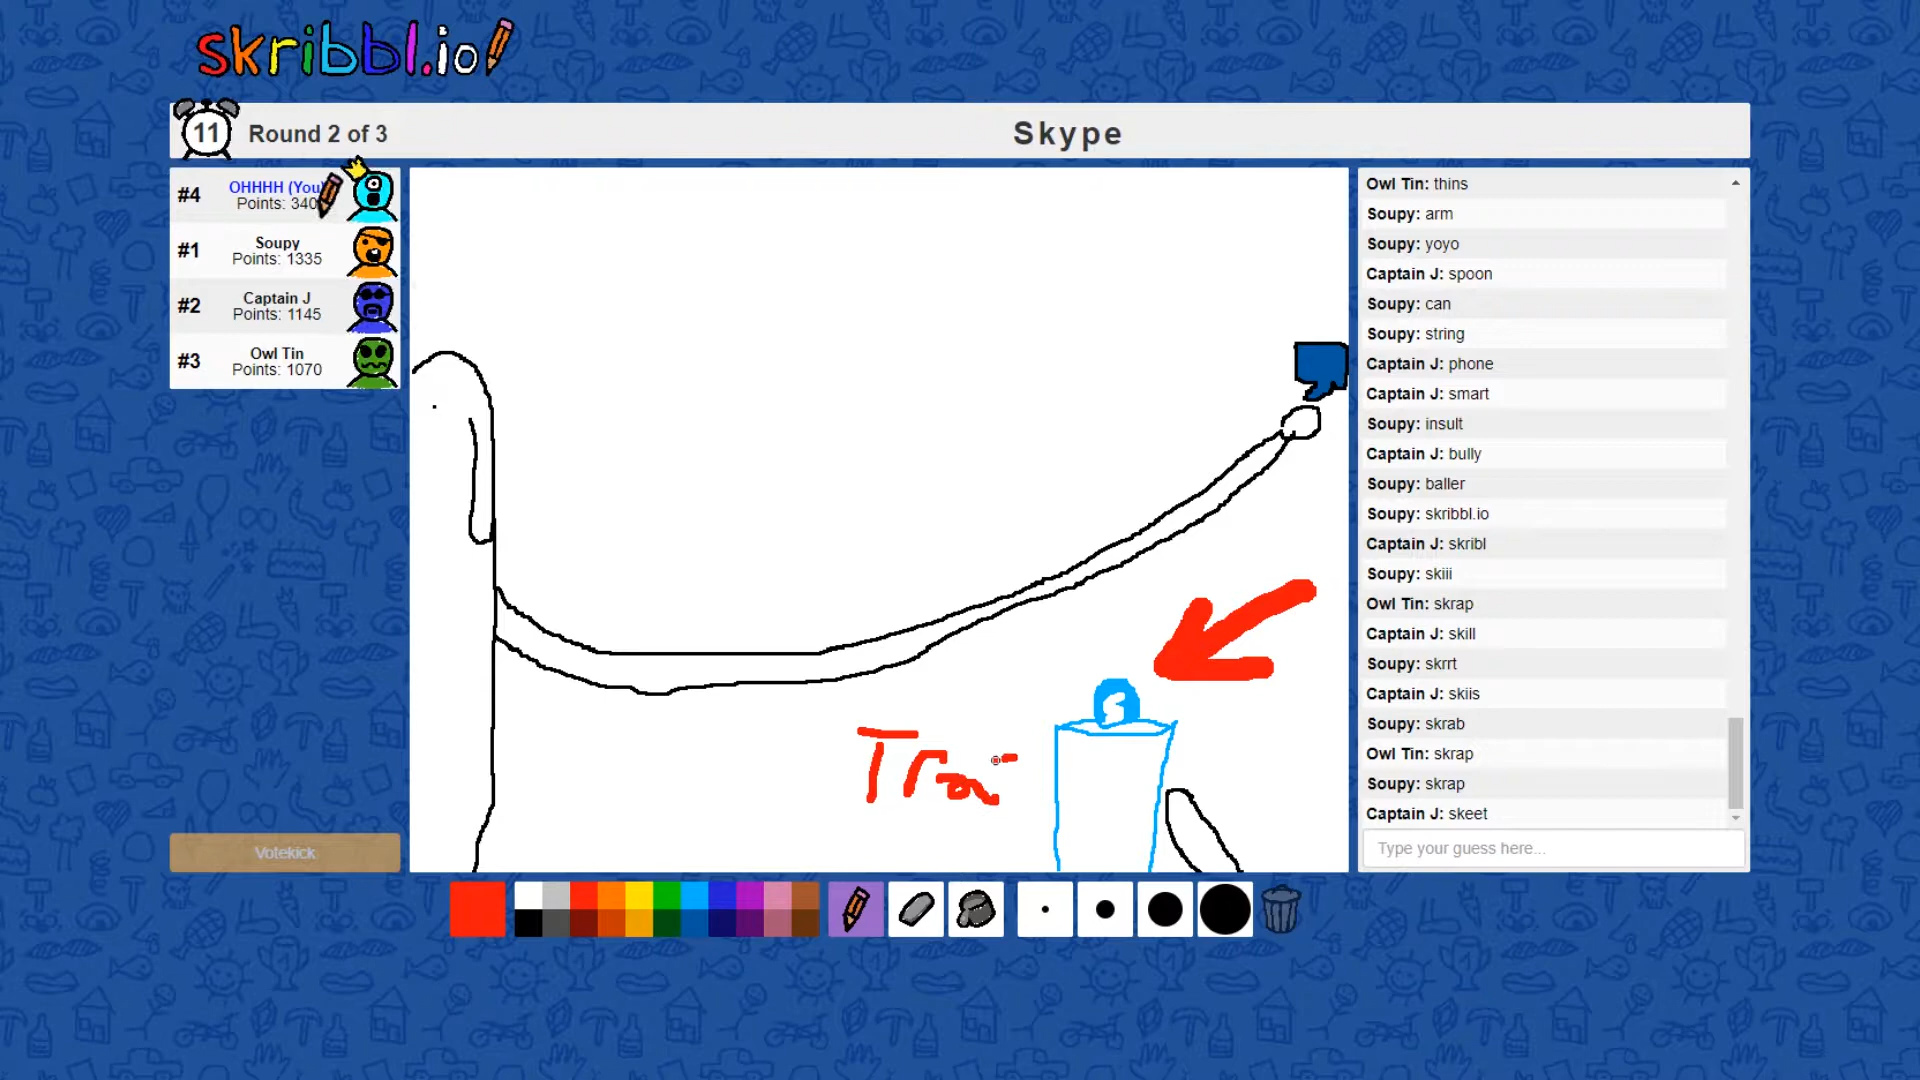 skribbl.io
11
Round 2 of 3
Skype
#4
OHHHH (You)
Points: 340
#1
Soupy
Points: 1335
#2
Captain J
Points: 1145
#3
Owl Tin
Points: 1070
Votekick
S
Tra
Owl Tin: thins
Soupy: arm
Soupy: yoyo
Captain J: spoon
Soupy: can
Soupy: string
Captain J: phone
Captain J: smart
Soupy: insult
Captain J: bully
Soupy: baller
Soupy: skribbl.io
Captain J: skribl
Soupy: skiii
Owl Tin: skrap
Captain J: skill
Soupy: skrrt
Captain J: skiis
Soupy: skrab
Owl Tin: skrap
Soupy: skrap
Captain J: skeet
Type your guess here...